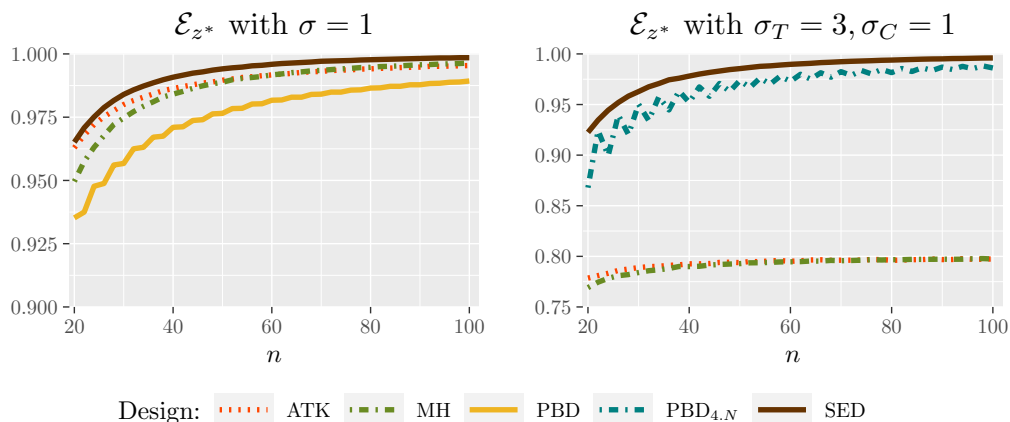 ℰ_{z*} with σ = 1
1.000
0.975
0.950
0.925
0.900
20 40 60 80 100
n
ℰ_{z*} with σ_T = 3, σ_C = 1
1.00
0.95
0.90
0.85
0.80
0.75
20 40 60 80 100
n
Design: ATK MH PBD PBD_{4.N} SED